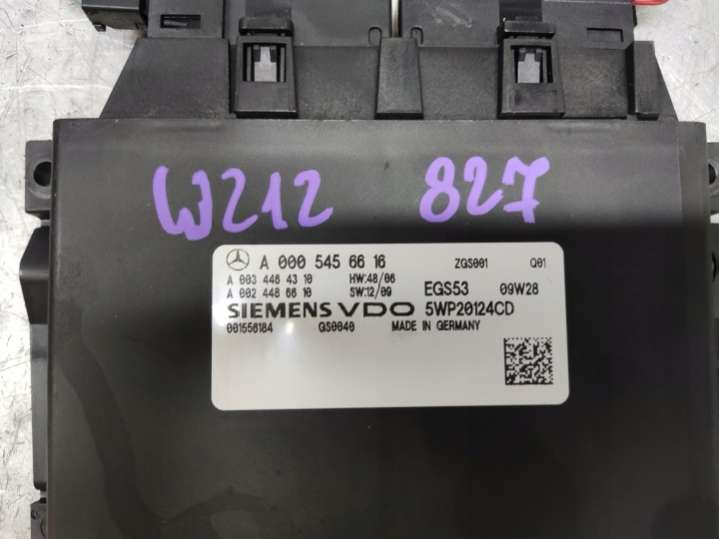 W212 827
A 000 545 66 16 ZGS001 Q01
A 003 446 43 10 HW:48/06 EGS53 09W28
A 002 448 66 10 SW:12/09
SIEMENS VDO 5WP20124CD
001556184 QS0040 MADE IN GERMANY